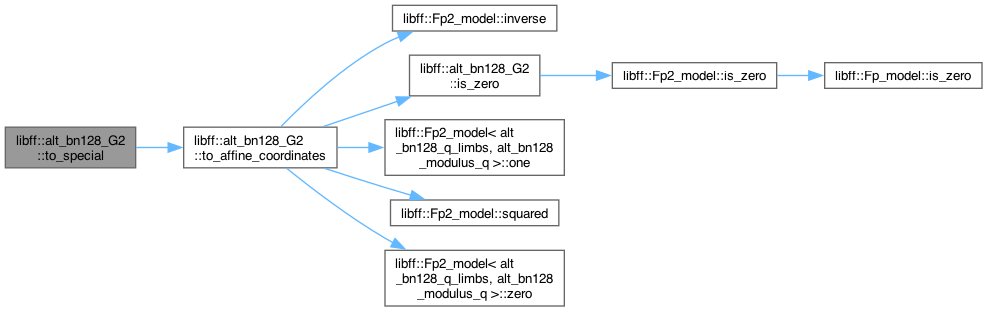 libff::alt_bn128_G2
::to_special
libff::alt_bn128_G2
::to_affine_coordinates
libff::Fp2_model::inverse
libff::alt_bn128_G2
::is_zero
libff::Fp2_model::is_zero
libff::Fp_model::is_zero
libff::Fp2_model< alt
_bn128_q_limbs, alt_bn128
_modulus_q >::one
libff::Fp2_model::squared
libff::Fp2_model< alt
_bn128_q_limbs, alt_bn128
_modulus_q >::zero